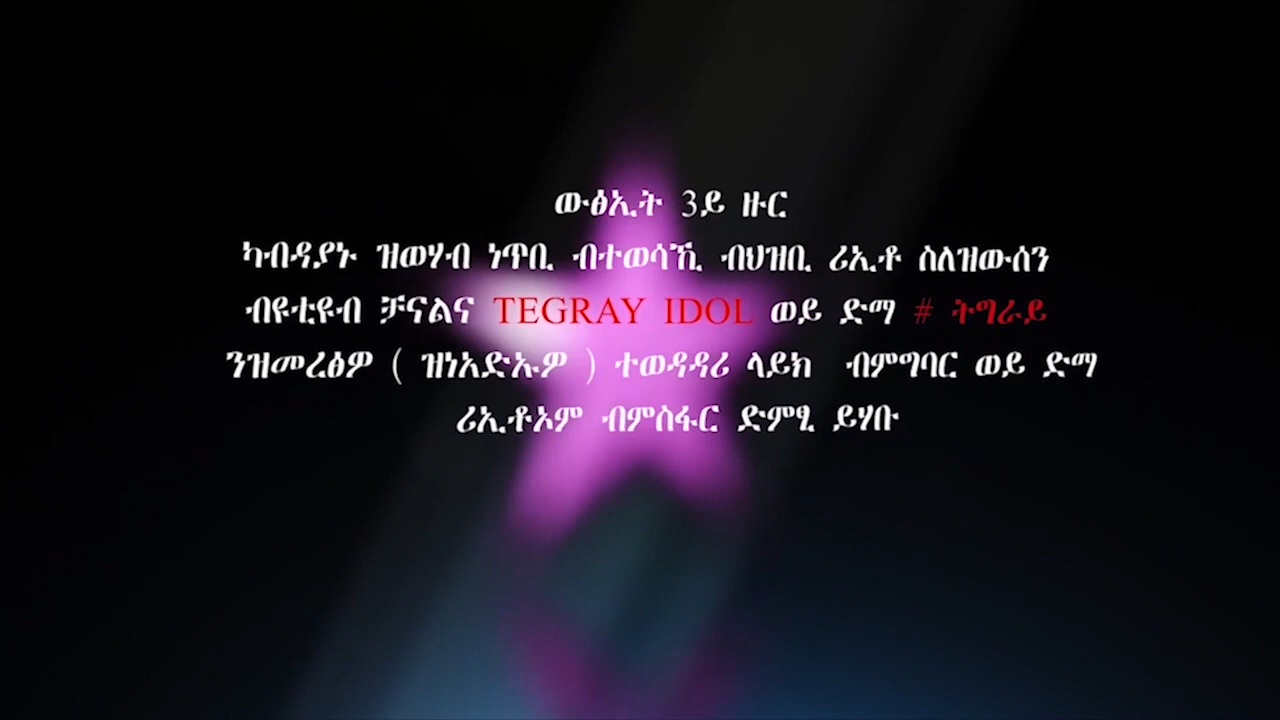 ውፅኢት 3ይ ዙር
ካብዳያኑ ዝወሃብ ነጥቢ ብተወሳኺ ብህዝቢ ሪኢቶ ስለዝውሰን
ብዩቲዩብ ቻናልና TEGRAY IDOL ወይ ድማ # ትግራይ
ንዝመረፅዎ ( ዝነአድኡዎ ) ተወዳዳሪ ላይክ ብምግባር ወይ ድማ
ሪኢቶኦም ብምስፋር ድምፂ ይሃቡ